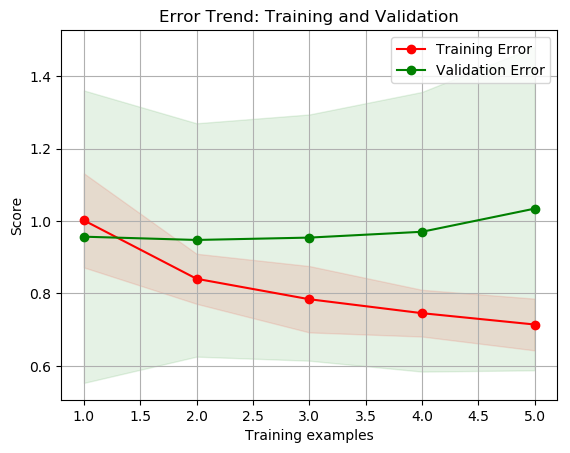 Error Trend: Training and Validation
Training Error
Validation Error
1.4
1.2
1.0
0.8
0.6
Score
1.0 1.5 2.0 2.5 3.0 3.5 4.0 4.5 5.0
Training examples